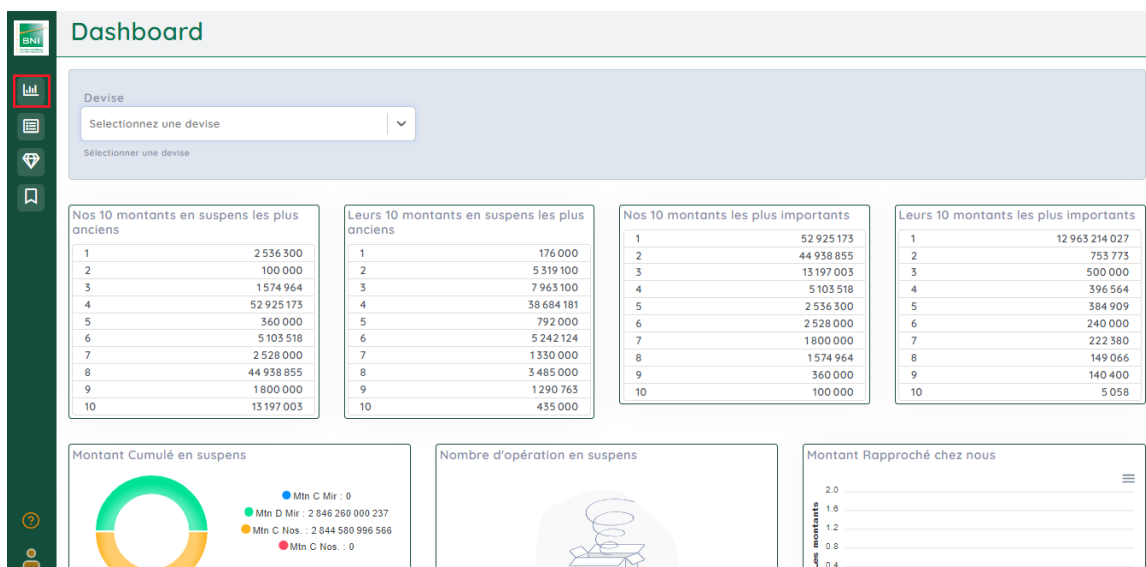 BNI
Dashboard
Devise
Selectionnez une devise
Sélectionner une devise
Nos 10 montants en suspens les plus
anciens
1 2 536 300
2 100 000
3 1 574 964
4 52 925 173
5 360 000
6 5 103 518
7 2 528 000
8 44 938 855
9 1 800 000
10 13 197 003
Leurs 10 montants en suspens les plus
anciens
1 176 000
2 5 319 100
3 7 963 100
4 38 684 181
5 792 000
6 5 242 124
7 1 330 000
8 3 485 000
9 1 290 763
10 435 000
Nos 10 montants les plus importants
1 52 925 173
2 44 938 855
3 13 197 003
4 5 103 518
5 2 536 300
6 2 528 000
7 1 800 000
8 1 574 964
9 360 000
10 100 000
Leurs 10 montants les plus importants
1 12 963 214 027
2 753 773
3 500 000
4 396 564
5 384 909
6 240 000
7 222 380
8 149 066
9 140 400
10 5 058
Montant Cumulé en suspens
Mtn C Mir : 0
Mtn D Mir : 2 846 260 000 237
Mtn C Nos. : 2 844 580 996 566
Mtn C Nos. : 0
Nombre d'opération en suspens
Montant Rapproché chez nous
2.0
1.6
1.2
0.8
0.4
Les montants
?